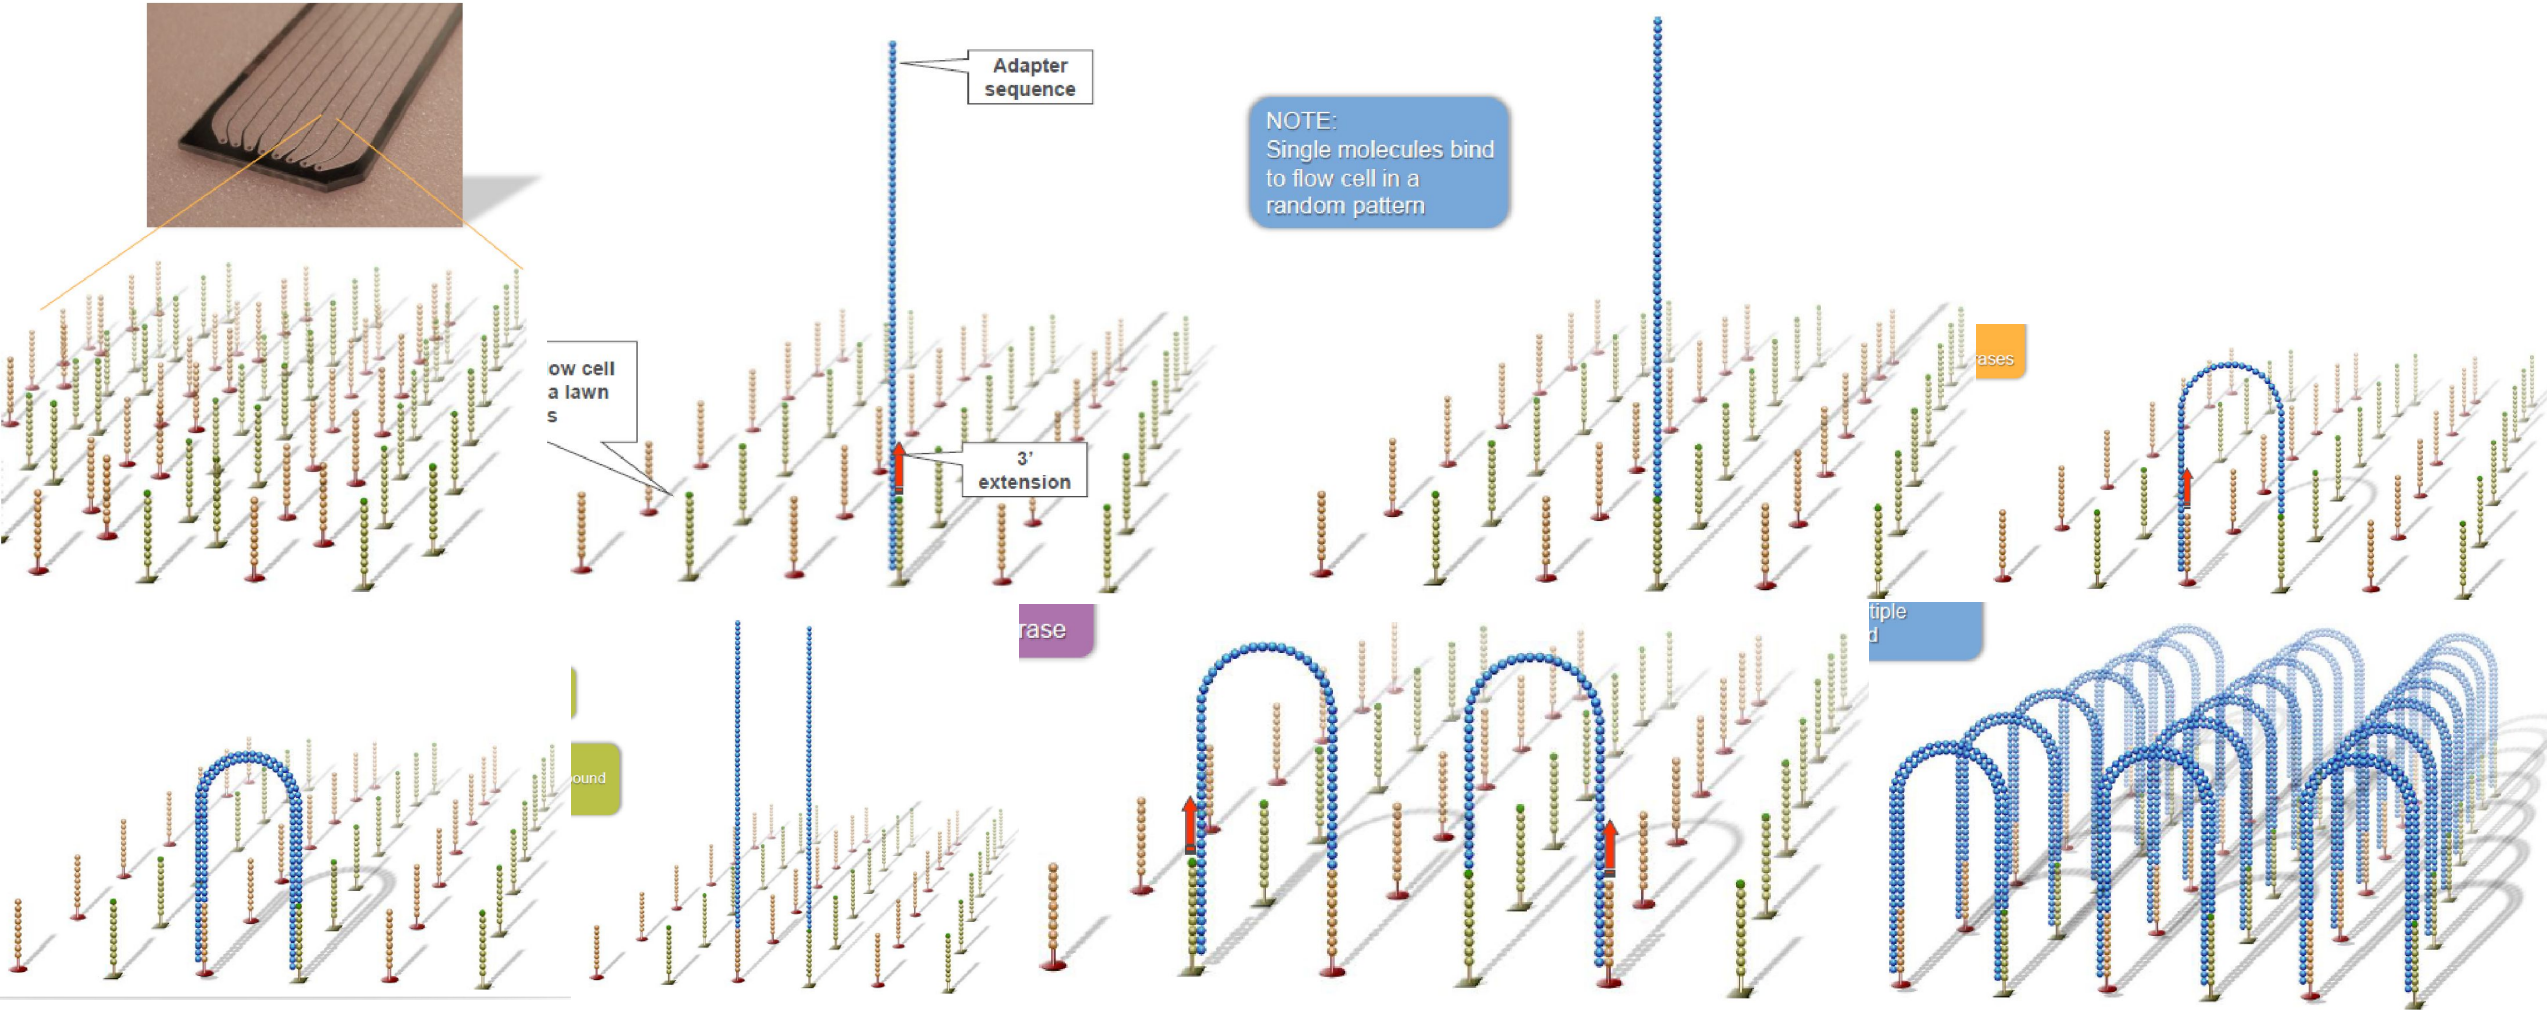 Adapter
sequence
NOTE:
Single molecules bind
to flow cell in a
random pattern
ow cell
a lawn
s
3’
extension
ases
rase
ound
tiple
d